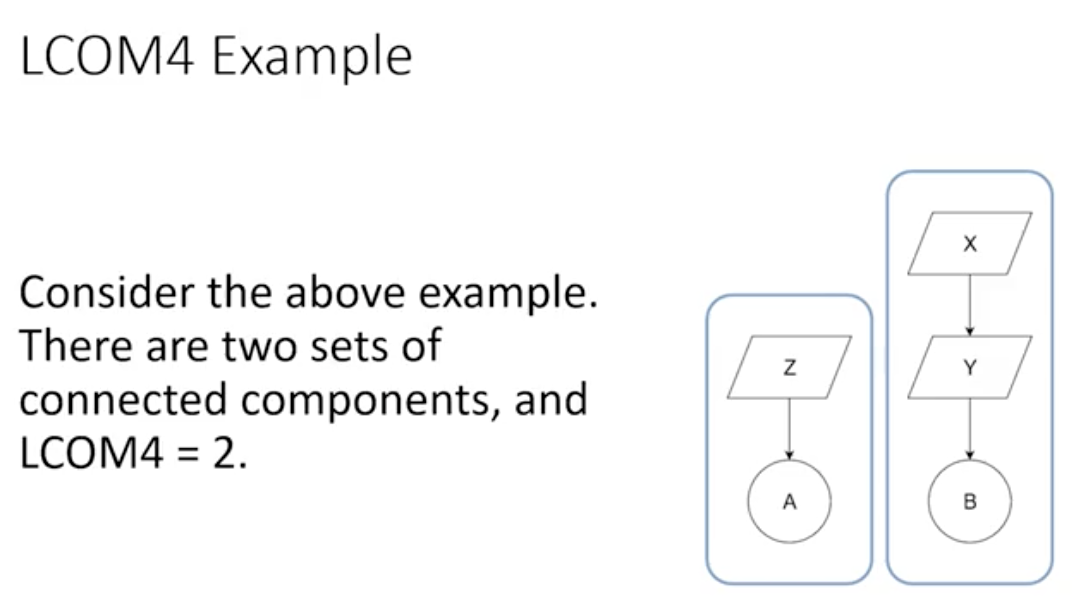 LCOM4 Example
Consider the above example.
There are two sets of
connected components, and
LCOM4 = 2.
X
Z
Y
A
B